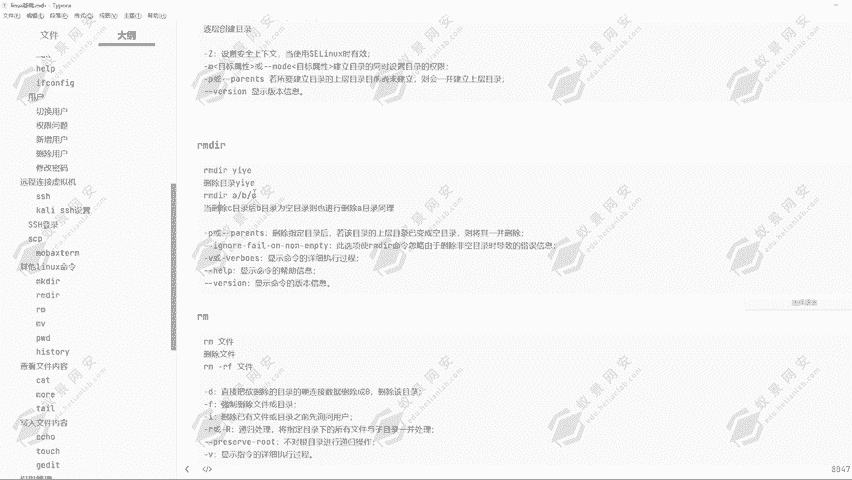 linux基础.md - Typora
文件(F) 编辑(E) 段落(P) 格式(O) 视图(V) 主题(T) 帮助(H)
文件 大纲
help
ifconfig
用户
切换用户
权限问题
新增用户
删除用户
修改密码
远程连接虚拟机
ssh
kali ssh设置
SSH登录
scp
mobaxterm
其他linux命令
mkdir
rmdir
rm
mv
pwd
history
查看文件内容
cat
more
tail
写入文件内容
echo
touch
gedit
逐层创建目录
-Z：设置安全上下文，当使用SELinux时有效；
-m<目标属性>或--mode<目标属性>建立目录的同时设置目录的权限；
-p或--parents 若所要建立目录的上层目录目前尚未建立，则会一并建立上层目录；
--version 显示版本信息。
rmdir
rmdir yiye
删除目录yiye
rmdir a/b/c
当删除c目录后b目录为空目录则也进行删除a目录同理
-p或--parents：删除指定目录后，若该目录的上层目录已变成空目录，则将其一并删除；
--ignore-fail-on-non-empty：此选项使rmdir命令忽略由于删除非空目录时导致的错误信息；
-v或-verboes：显示命令的详细执行过程；
--help：显示命令的帮助信息；
--version：显示命令的版本信息。
rm
rm 文件
删除文件
rm -rf 文件
-d：直接把欲删除的目录的硬连接数据删除成0，删除该目录；
-f：强制删除文件或目录；
-i：删除已有文件或目录之前先询问用户；
-r或-R：递归处理，将指定目录下的所有文件与子目录一并处理；
--preserve-root：不对根目录进行递归操作；
-v：显示指令的详细执行过程。
选择语言
8047
蚁景网安
edu.hetianlab.com